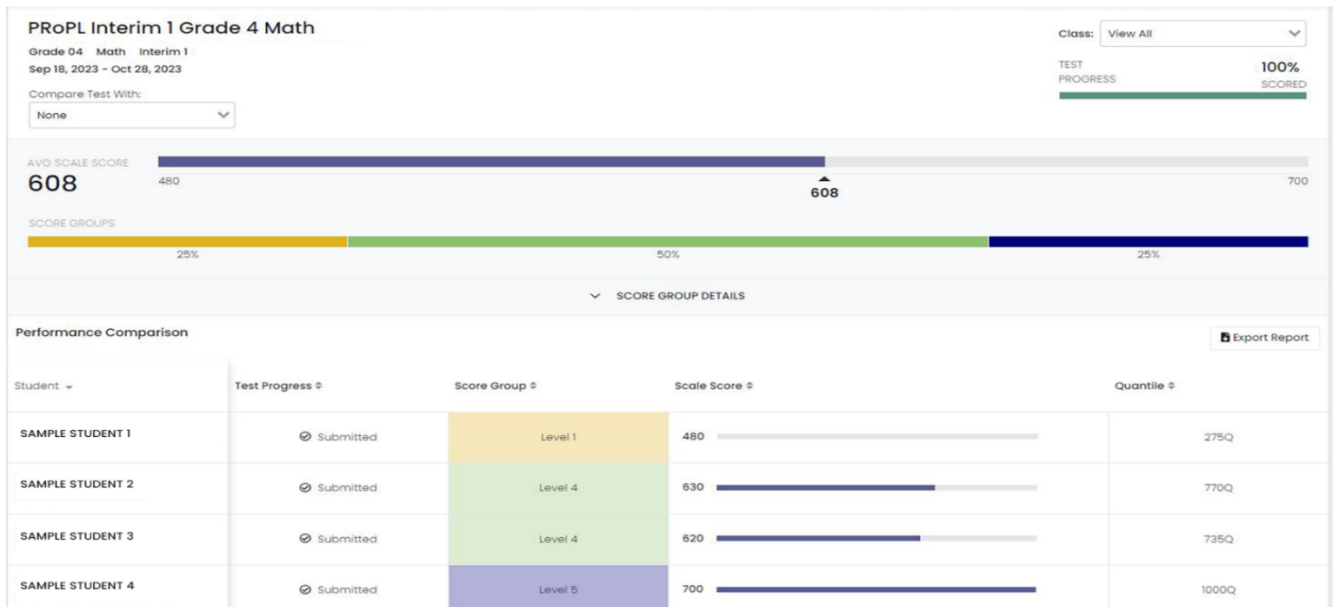 PRoPL Interim 1 Grade 4 Math
Grade 04 Math Interim 1
Sep 18, 2023 - Oct 28, 2023
Compare Test With:
None
Class: View All
TEST PROGRESS
100% SCORED
AVG SCALE SCORE
608
480
608
700
SCORE GROUPS
25% 50% 25%
SCORE GROUP DETAILS
Performance Comparison
Export Report
Student Test Progress Score Group Scale Score Quantile
SAMPLE STUDENT 1 Submitted Level 1 480 275Q
SAMPLE STUDENT 2 Submitted Level 4 630 770Q
SAMPLE STUDENT 3 Submitted Level 4 620 735Q
SAMPLE STUDENT 4 Submitted Level 5 700 1000Q